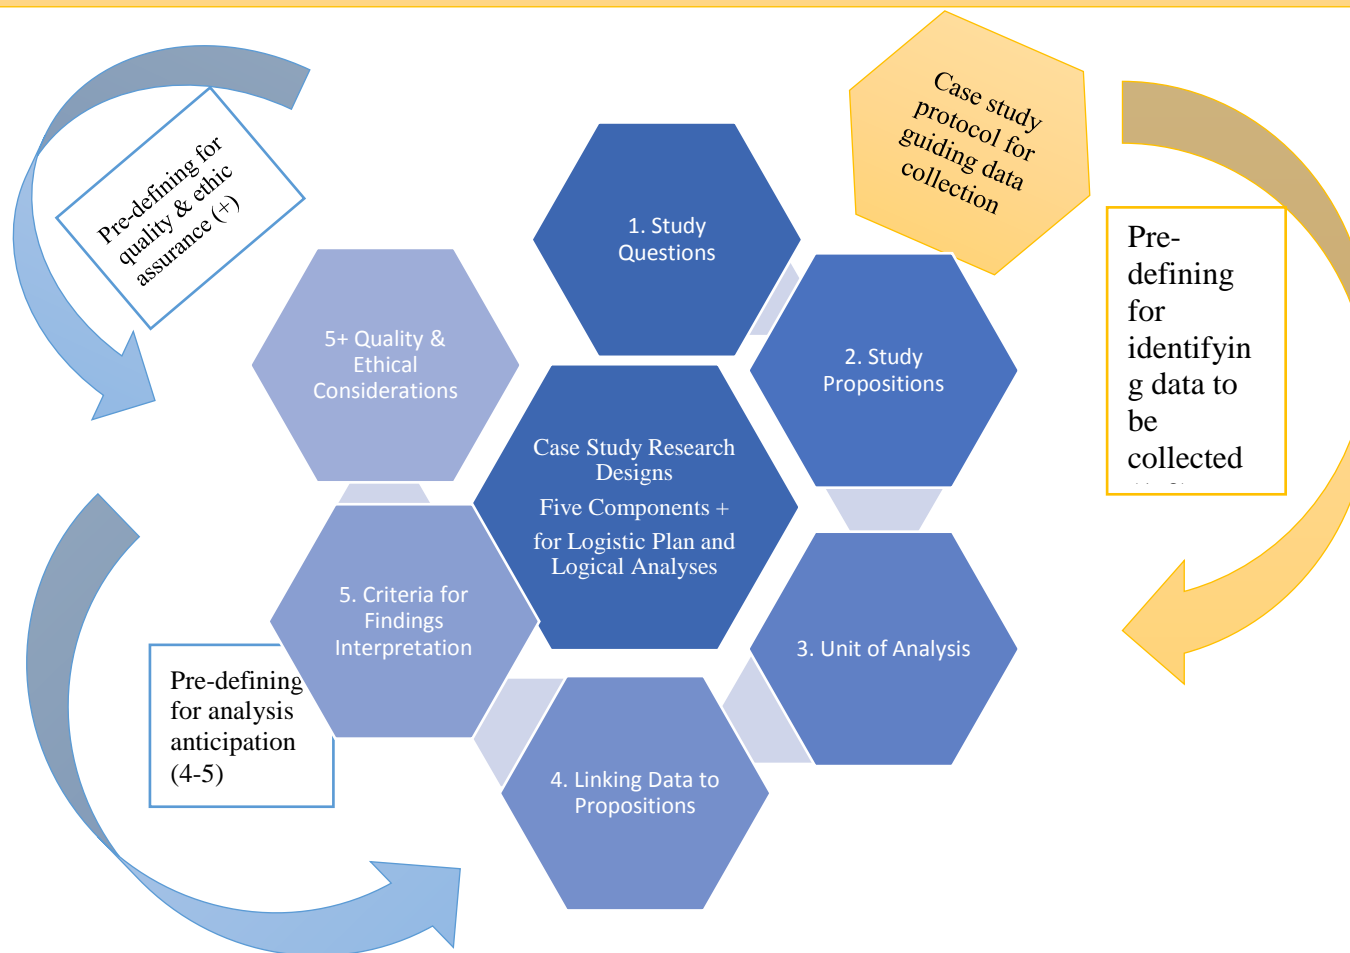 Pre-defining for
quality & ethic
assurance (+)
Case study
protocol for
guiding data
collection
1. Study
Questions
Pre-
defining
for
identifyin
g data to
be
collected
2. Study
Propositions
5+ Quality &
Ethical
Considerations
Case Study Research
Designs
Five Components +
for Logistic Plan and
Logical Analyses
5. Criteria for
Findings
Interpretation
3. Unit of Analysis
Pre-defining
for analysis
anticipation
(4-5)
4. Linking Data to
Propositions